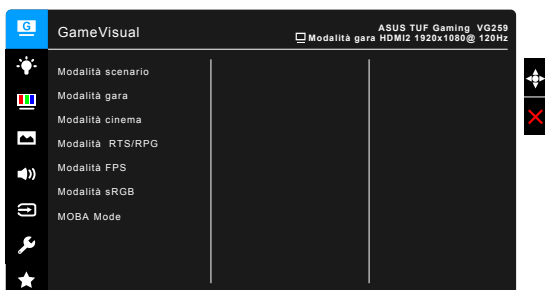 G
GameVisual
ASUS TUF Gaming VG259
Modalità gara HDMI2 1920x1080@ 120Hz
Modalità scenario
Modalità gara
Modalità cinema
Modalità RTS/RPG
Modalità FPS
Modalità sRGB
MOBA Mode